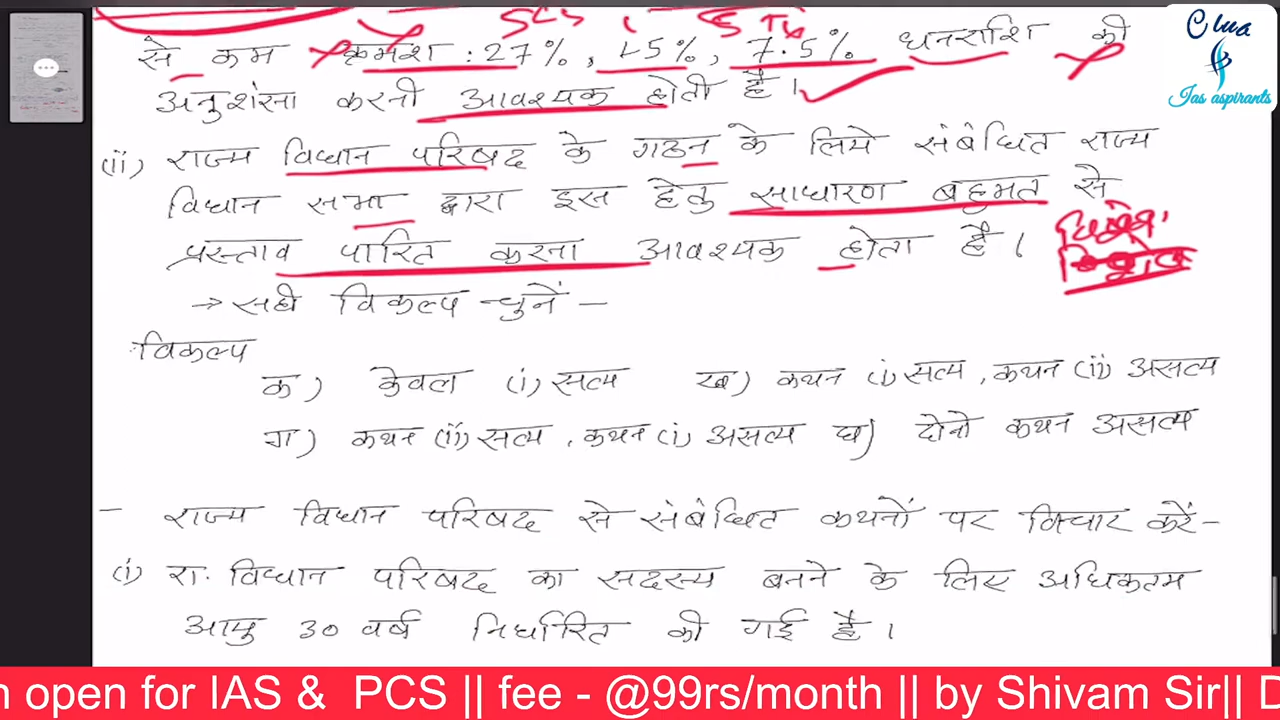 SCs
STs
Clwa
Ias aspirants
से कम क्रमश: 27%, 15%, 7.5% धनराशि की
अनुशंसा करनी आवश्यक होती है।
(ii) राज्य विधान परिषद के गठन के लिये संबंधित राज्य
विधान सभा द्वारा इस हेतु साधारण बहुमत से
प्रस्ताव पारित करना आवश्यक होता है।
→ सही विकल्प चुनें –
विकल्प
क) केवल (i) सत्य ख) कथन (i) सत्य, कथन (ii) असत्य
ग) कथन (ii) सत्य, कथन (i) असत्य घ) दोनो कथन असत्य
– राज्य विधान परिषद से संबंधित कथनों पर विचार करें–
(i) रा. विधान परिषद का सदस्य बनने के लिए अधिकतम
आयु 30 वर्ष निर्धारित की गई है।
n open for IAS & PCS || fee - @99rs/month || by Shivam Sir|| D